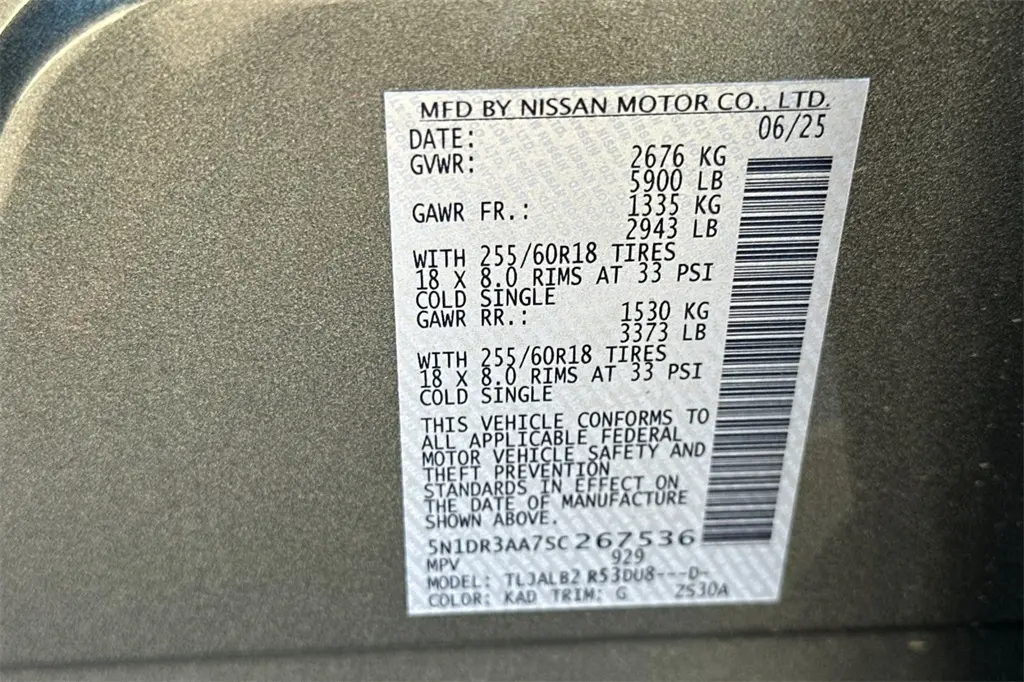 MFD BY NISSAN MOTOR CO., LTD.
DATE: 06/25
GVWR: 2676 KG
5900 LB
GAWR FR.: 1335 KG
2943 LB
WITH 255/60R18 TIRES
18 X 8.0 RIMS AT 33 PSI
COLD SINGLE
GAWR RR.: 1530 KG
3373 LB
WITH 255/60R18 TIRES
18 X 8.0 RIMS AT 33 PSI
COLD SINGLE
THIS VEHICLE CONFORMS TO
ALL APPLICABLE FEDERAL
MOTOR VEHICLE SAFETY AND
THEFT PREVENTION
STANDARDS IN EFFECT ON
THE DATE OF MANUFACTURE
SHOWN ABOVE.
5N1DR3AA7SC267536
MPV 929
MODEL: TLJALB2 R53DU8---D-
COLOR: KAD TRIM: G ZS30A